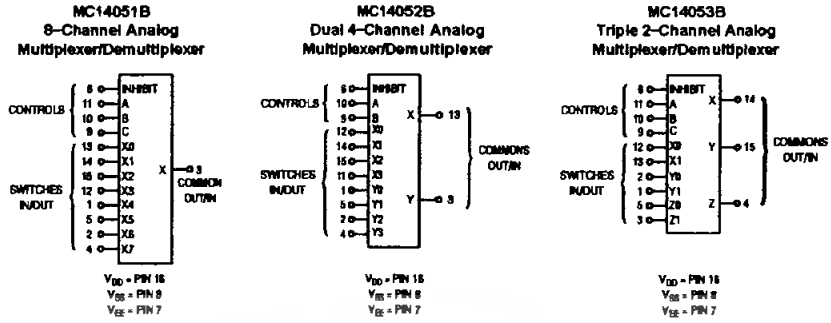 MC14051B
8–Channel Analog
Multiplexer/Demultiplexer
CONTROLS
6 INHIBIT
11 A
10 B
9 C
SWITCHES
IN/OUT
13 X0
14 X1
15 X2
12 X3
1 X4
5 X5
2 X6
4 X7
X 3
COMMON
OUT/IN
VDD = PIN 16
VSS = PIN 8
VEE = PIN 7
MC14052B
Dual 4–Channel Analog
Multiplexer/Demultiplexer
CONTROLS
6 INHIBIT
10 A
9 B
SWITCHES
IN/OUT
12 X0
14 X1
15 X2
11 X3
1 Y0
5 Y1
2 Y2
4 Y3
X 13
Y 3
COMMONS
OUT/IN
VDD = PIN 16
VSS = PIN 8
VEE = PIN 7
MC14053B
Triple 2–Channel Analog
Multiplexer/Demultiplexer
CONTROLS
6 INHIBIT
11 A
10 B
9 C
SWITCHES
IN/OUT
12 X0
13 X1
2 Y0
1 Y1
5 Z0
3 Z1
X 14
Y 15
Z 4
COMMONS
OUT/IN
VDD = PIN 16
VSS = PIN 8
VEE = PIN 7